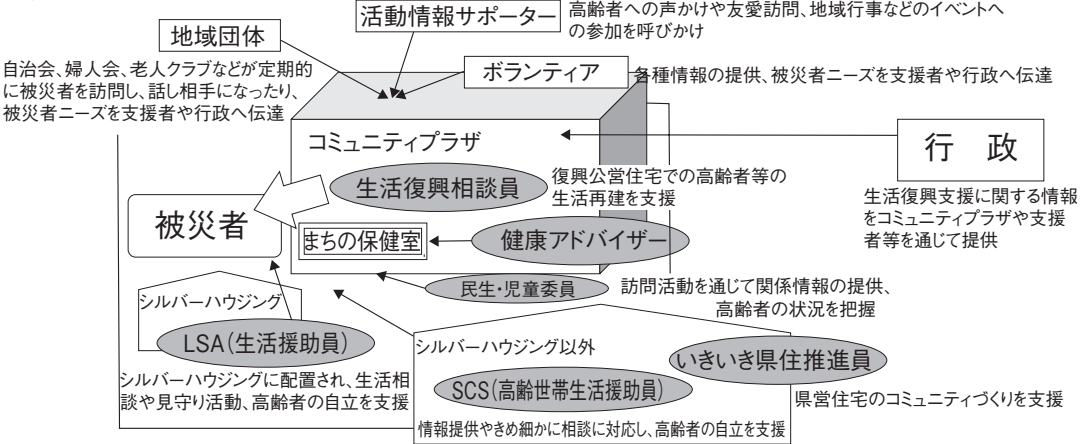 活動情報サポーター
高齢者への声かけや友愛訪問、地域行事などのイベントへ
の参加を呼びかけ
地域団体
自治会、婦人会、老人クラブなどが定期的
に被災者を訪問し、話し相手になったり、
被災者ニーズを支援者や行政へ伝達
ボランティア
各種情報の提供、被災者ニーズを支援者や行政へ伝達
コミュニティプラザ
行 政
生活復興支援に関する情報
をコミュニティプラザや支援
者等を通じて提供
生活復興相談員
復興公営住宅での高齢者等の
生活再建を支援
被災者
まちの保健室
健康アドバイザー
民生・児童委員
訪問活動を通じて関係情報の提供、
高齢者の状況を把握
シルバーハウジング
LSA(生活援助員)
シルバーハウジングに配置され、生活相
談や見守り活動、高齢者の自立を支援
シルバーハウジング以外
いきいき県住推進員
SCS(高齢世帯生活援助員)
県営住宅のコミュニティづくりを支援
情報提供やきめ細かに相談に対応し、高齢者の自立を支援